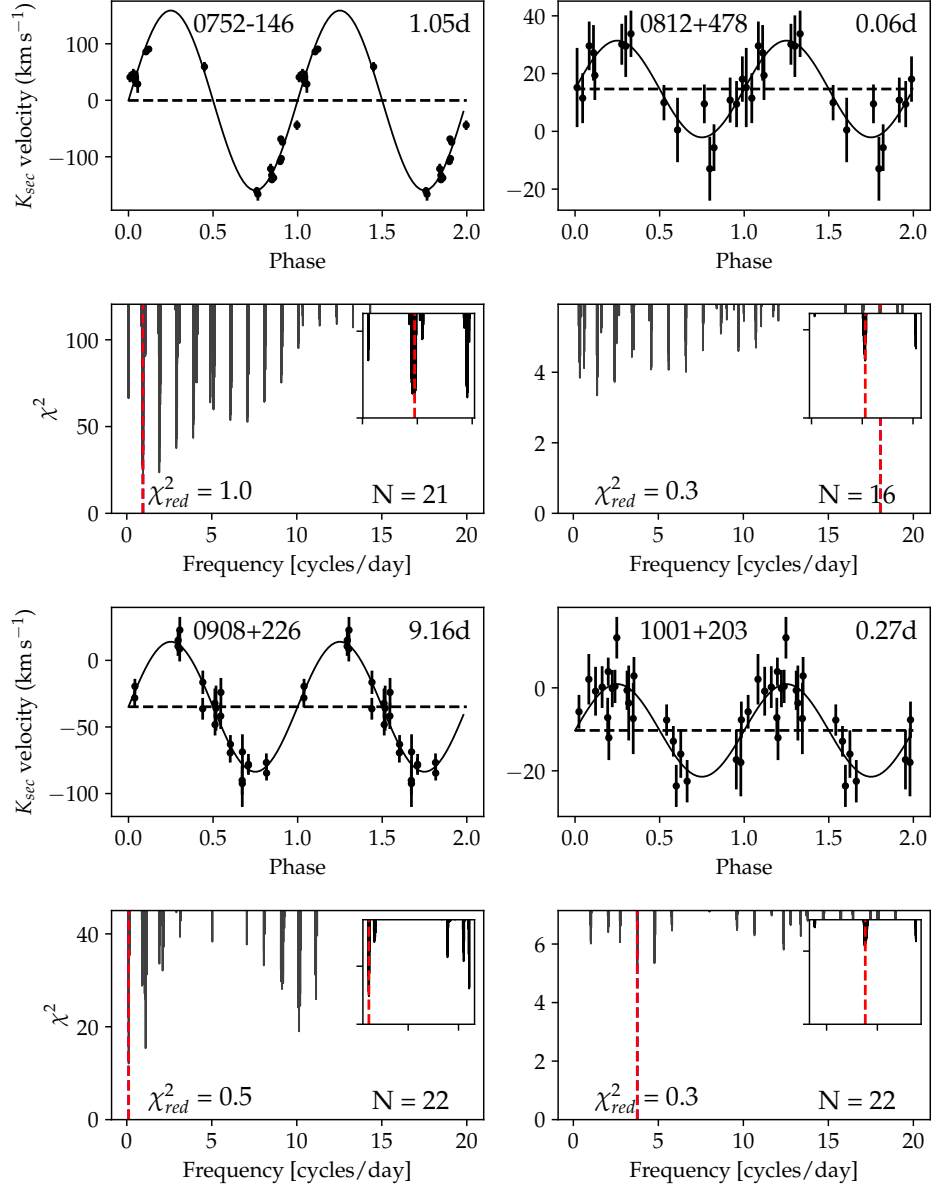 0752-146 1.05d
100
0
−100
K_sec velocity (km s⁻¹)
0.0 0.5 1.0 1.5 2.0
Phase
0812+478 0.06d
40
20
0
−20
0.0 0.5 1.0 1.5 2.0
Phase
100
50
0
χ²
χ²_red = 1.0 N = 21
0 5 10 15 20
Frequency [cycles/day]
4
2
0
χ²_red = 0.3 N = 16
0 5 10 15 20
Frequency [cycles/day]
0908+226 9.16d
0
−50
−100
K_sec velocity (km s⁻¹)
0.0 0.5 1.0 1.5 2.0
Phase
1001+203 0.27d
0
−20
0.0 0.5 1.0 1.5 2.0
Phase
40
20
0
χ²
χ²_red = 0.5 N = 22
0 5 10 15 20
Frequency [cycles/day]
6
4
2
0
χ²_red = 0.3 N = 22
0 5 10 15 20
Frequency [cycles/day]